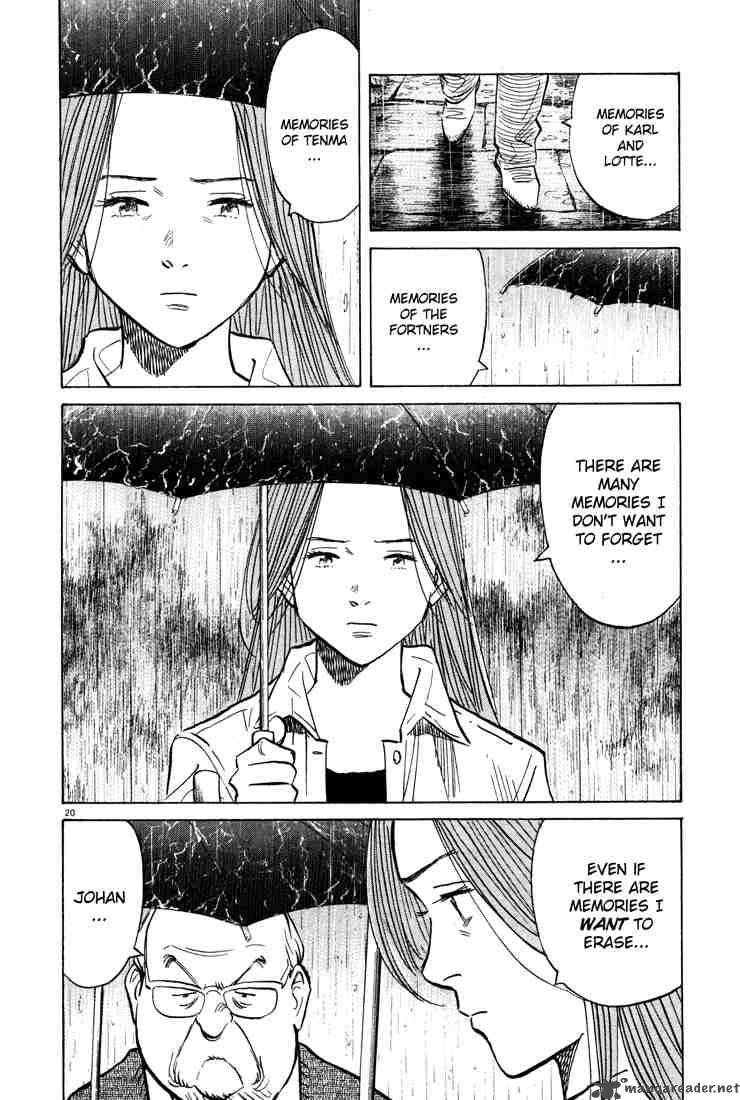 MEMORIES
OF KARL
AND
LOTTE...
MEMORIES
OF THE
FORTNERS
...
MEMORIES
OF TENMA
...
THERE ARE
MANY
MEMORIES I
DON'T WANT
TO FORGET
...
20
EVEN IF
THERE ARE
MEMORIES I
WANT TO
ERASE...
JOHAN
...
mangareader.net